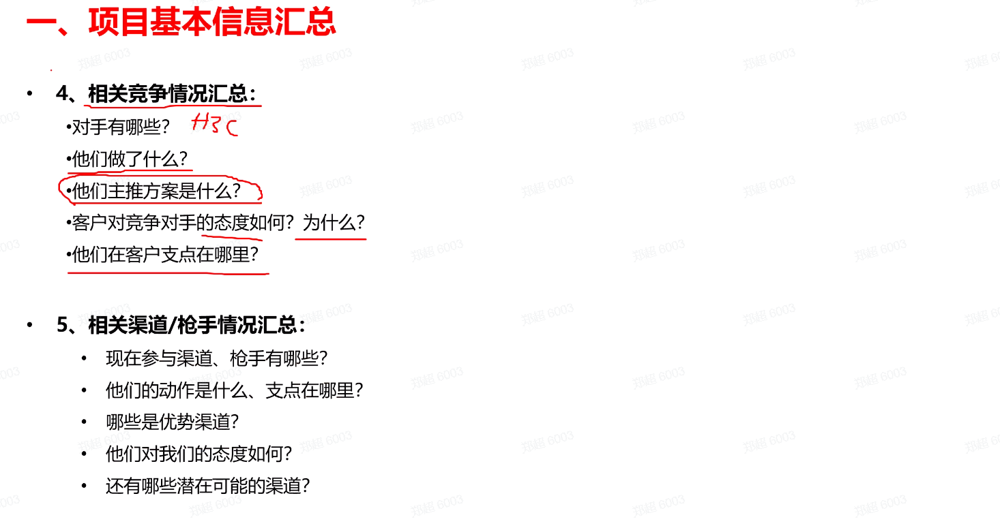 一、项目基本信息汇总
• 4、相关竞争情况汇总：
•对手有哪些？ H3C
•他们做了什么？
•他们主推方案是什么？
•客户对竞争对手的态度如何？为什么？
•他们在客户支点在哪里？
• 5、相关渠道/枪手情况汇总：
• 现在参与渠道、枪手有哪些？
• 他们的动作是什么、支点在哪里？
• 哪些是优势渠道？
• 他们对我们的态度如何？
• 还有哪些潜在可能的渠道？
郑超 6003